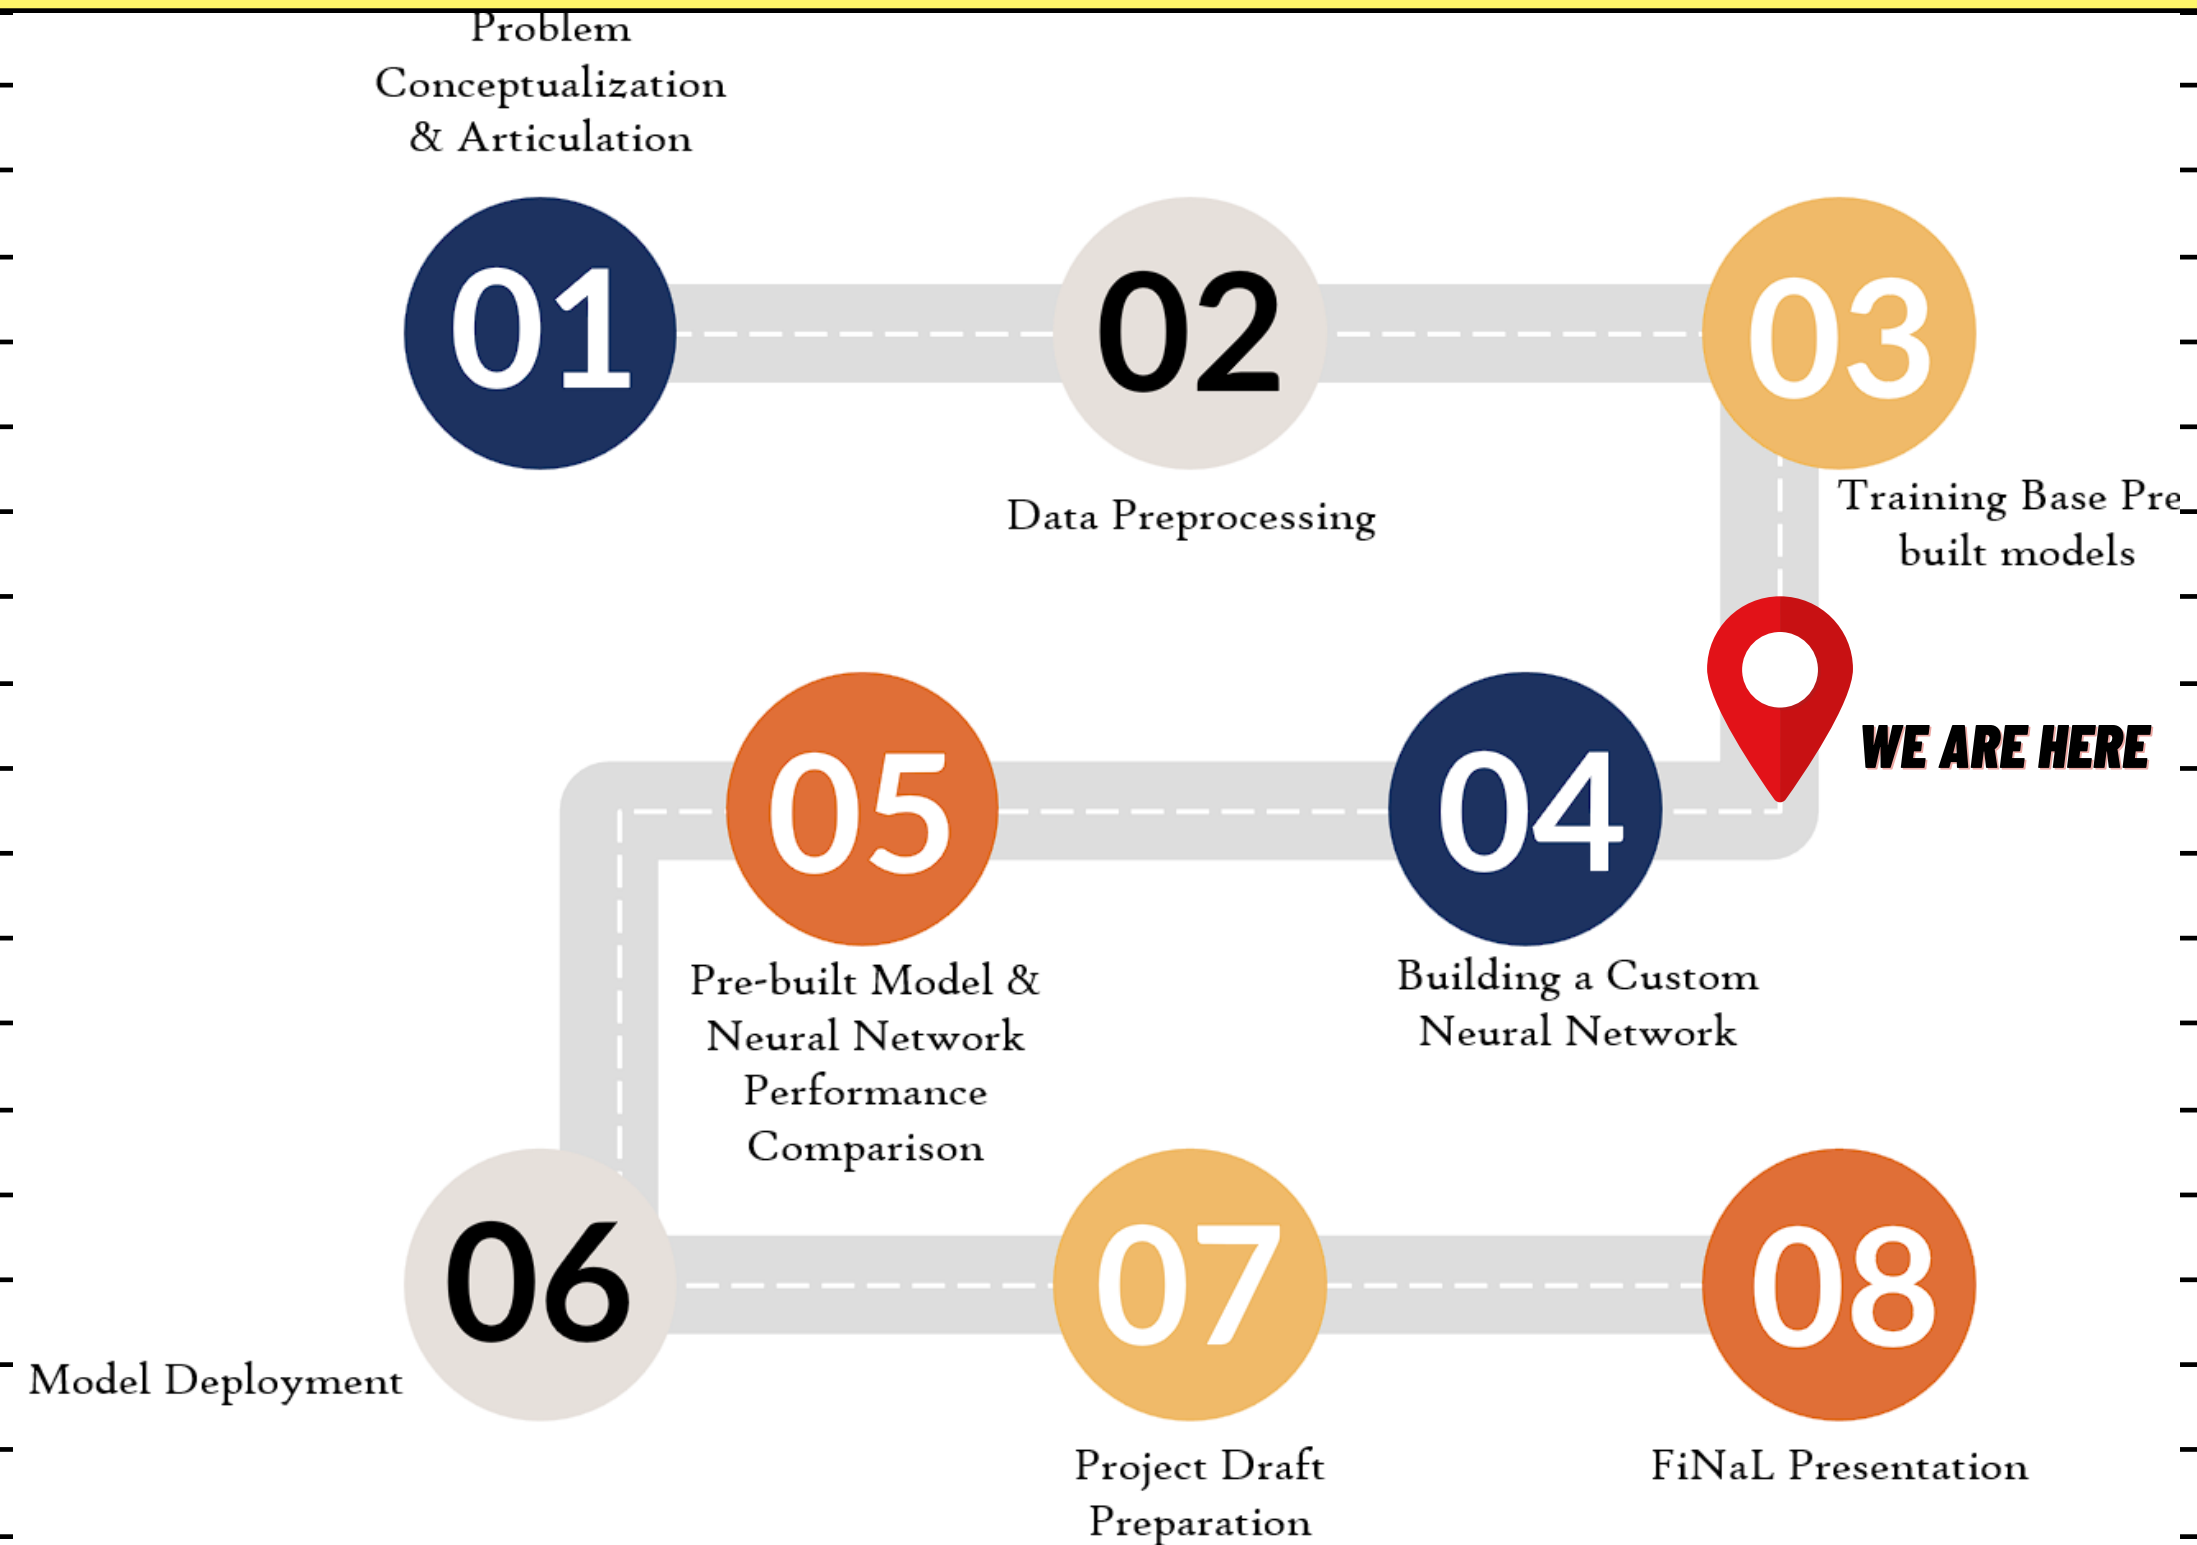 Problem
Conceptualization
& Articulation
01
02
03
Data Preprocessing
Training Base Pre
built models
WE ARE HERE
05
04
Pre-built Model &
Neural Network
Performance
Comparison
Building a Custom
Neural Network
06
07
08
Model Deployment
Project Draft
Preparation
FiNaL Presentation